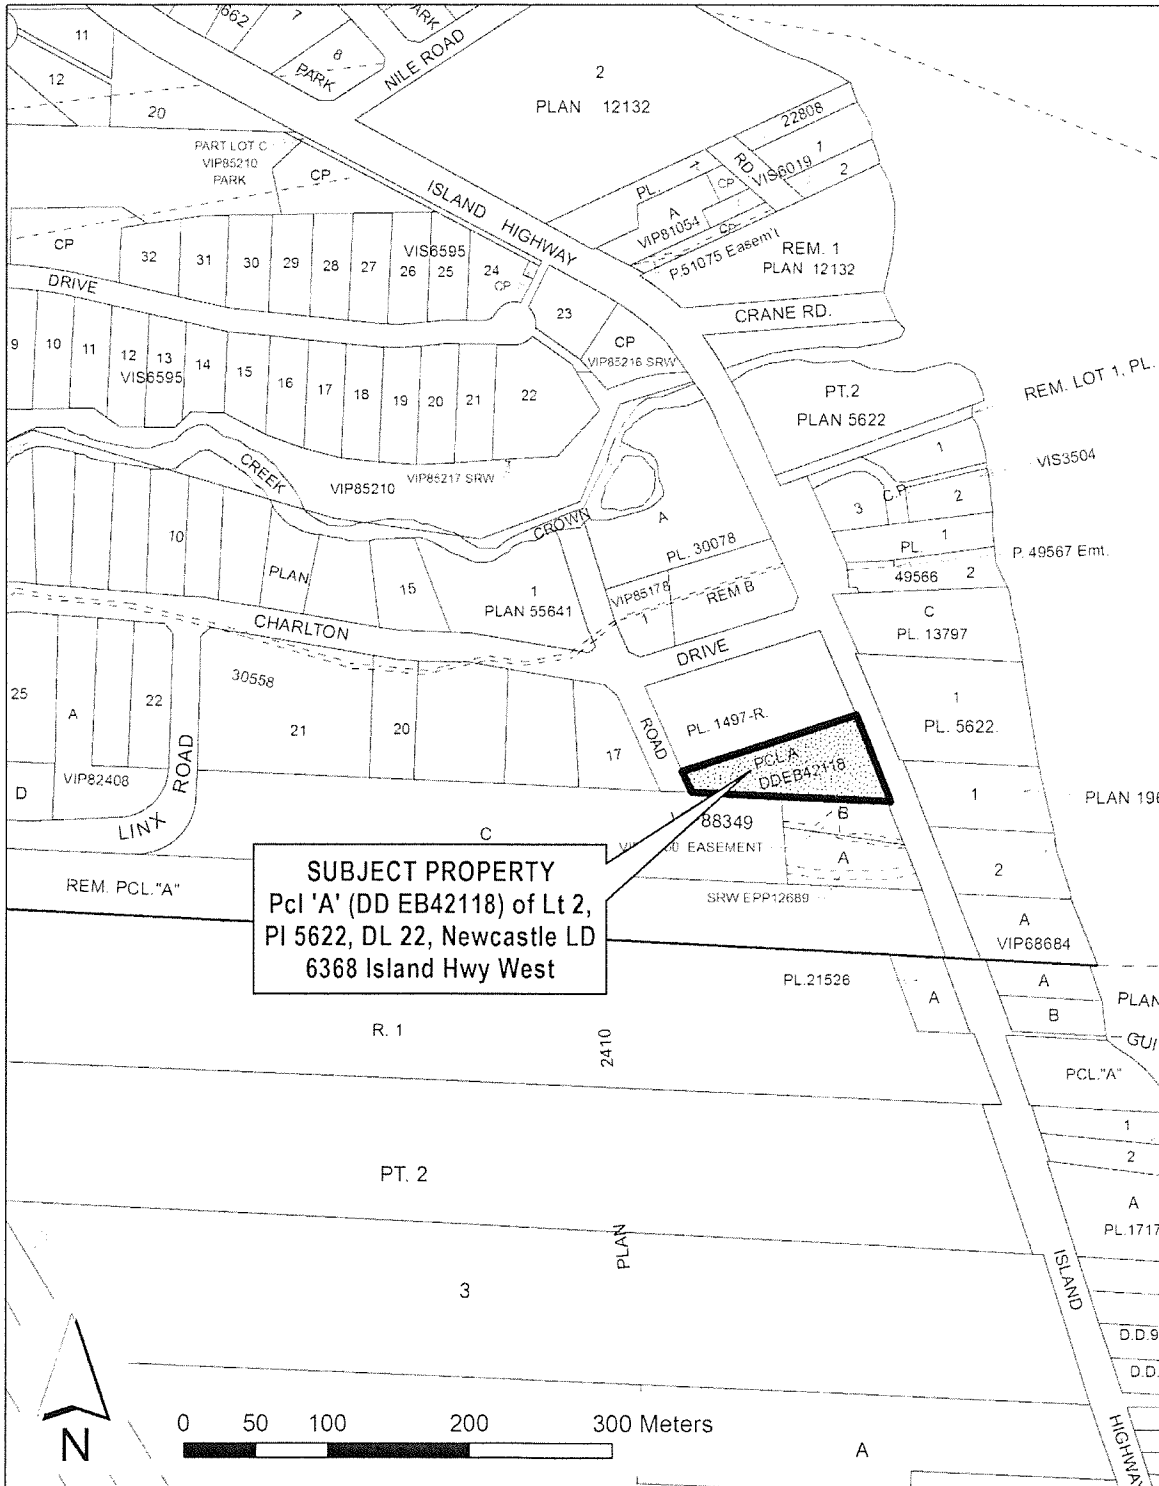 11
12
20
1662
7
8
PARK
PARK
NILE ROAD
2
PLAN 12132
22808
1
2
RD.
VIS6019
PL.
1
CP
A
VIP81054
CP
P.51075 Easem't
REM. 1
PLAN 12132
CRANE RD.
PART LOT C
VIP85210
PARK
CP
ISLAND HIGHWAY
CP
32
31
30
29
28
27
26
25
24
VIS6595
CP
23
CP
VIP85216 SRW
DRIVE
9
10
11
12
13
VIS6595
14
15
16
17
18
19
20
21
22
PT.2
PLAN 5622
REM. LOT 1, PL.
1
VIS3504
C.P.
3
2
PL. 1
49566 2
P. 49567 Emt.
CREEK
VIP85210
VIP85217 SRW
CROWN
A
PL. 30078
VIP85178
1
REM B
10
PLAN
15
1
PLAN 55641
C
PL. 13797
CHARLTON
DRIVE
30558
25
A
22
21
20
17
ROAD
ROAD
PL. 1497-R.
1
PL. 5622
PCL.A
DDEB42118
VIP82408
D
LINX
C
88349
B
EASEMENT
A
1
PLAN 196
2
SUBJECT PROPERTY
Pcl 'A' (DD EB42118) of Lt 2,
Pl 5622, DL 22, Newcastle LD
6368 Island Hwy West
REM. PCL."A"
SRW EPP12689
A
VIP68684
PL.21526
A
A
B
PLAN
GUI
R. 1
2410
PCL."A"
1
2
PT. 2
A
PL.1717
PLAN
3
ISLAND
D.D.9
D.D.
N
0 50 100 200 300 Meters
A
HIGHWAY